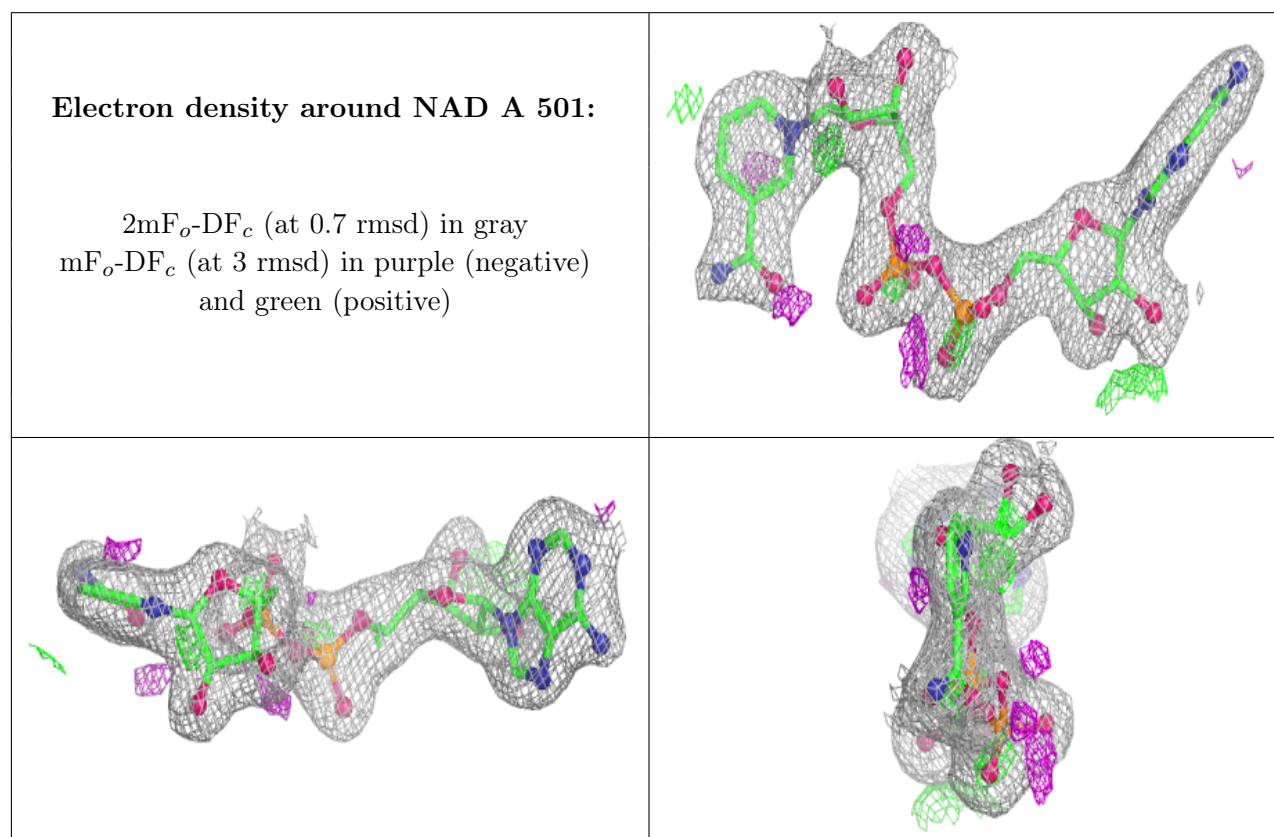 Electron density around NAD A 501:
2mFo-DFc (at 0.7 rmsd) in gray
mFo-DFc (at 3 rmsd) in purple (negative)
and green (positive)